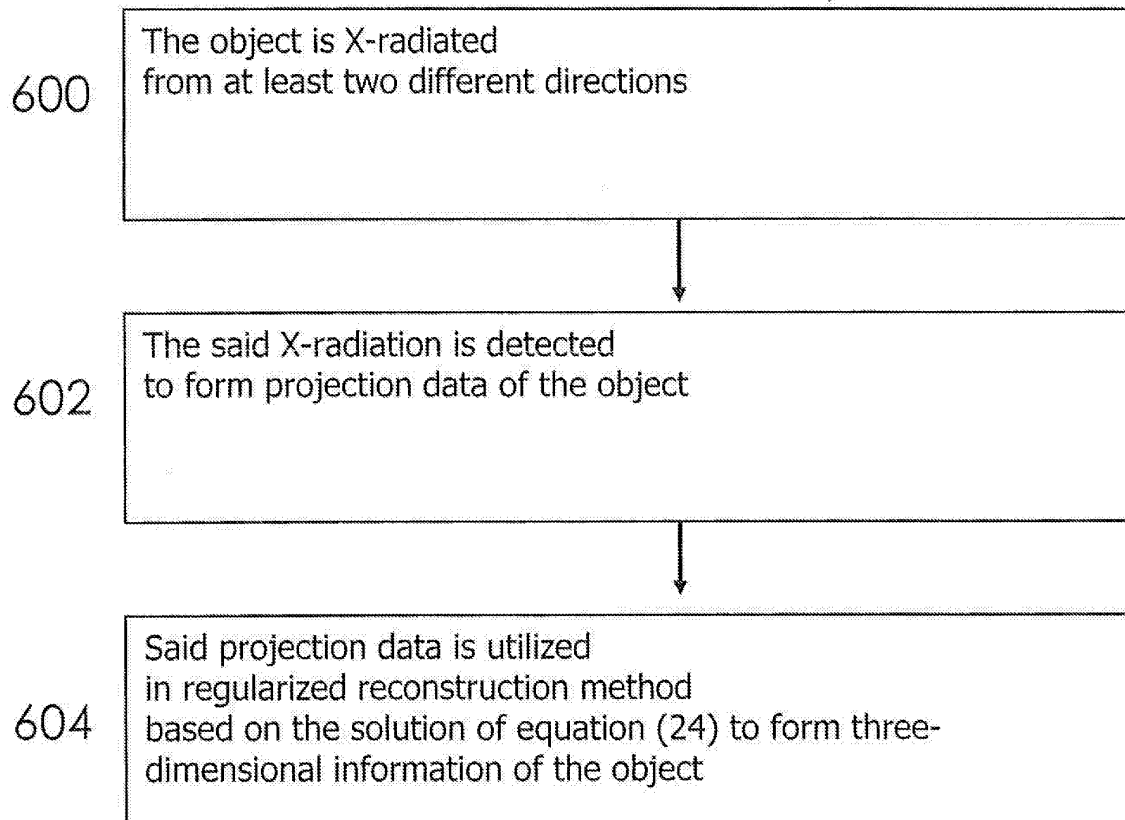 600
The object is X-radiated
from at least two different directions
602
The said X-radiation is detected
to form projection data of the object
604
Said projection data is utilized
in regularized reconstruction method
based on the solution of equation (24) to form three-
dimensional information of the object